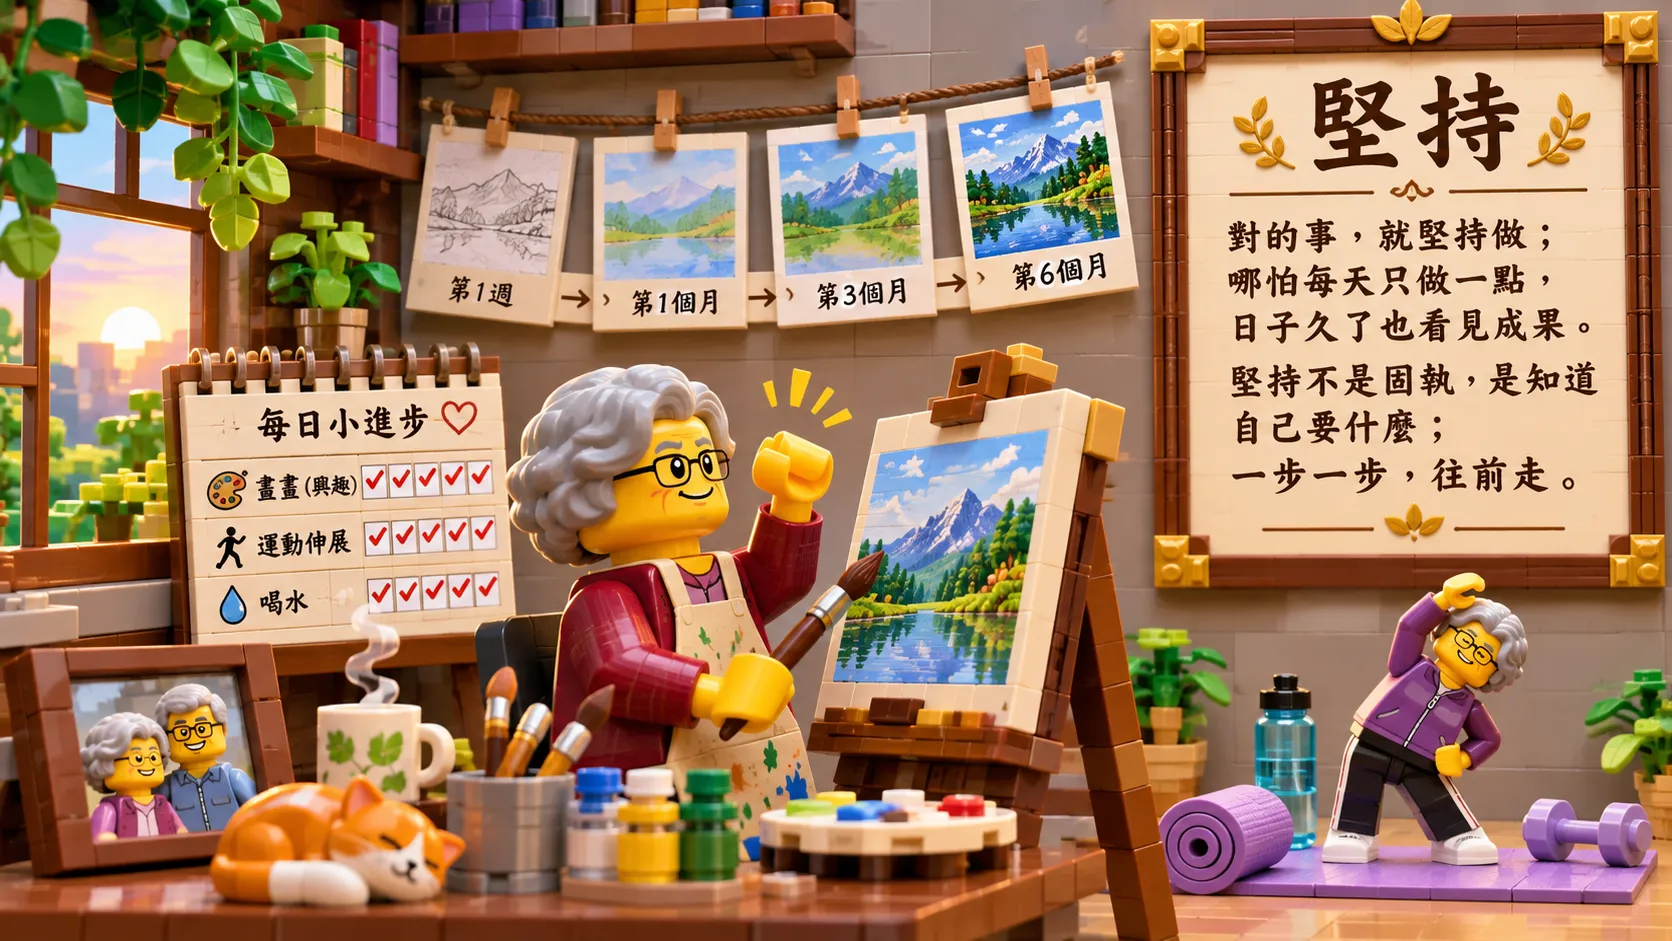 第1週
第1個月
第3個月
第6個月
每日小進步
畫畫(興趣)
運動伸展
喝水
堅持
對的事，就堅持做；
哪怕每天只做一點，
日子久了也看見成果。
堅持不是固執，是知道
自己要什麼；
一步一步，往前走。